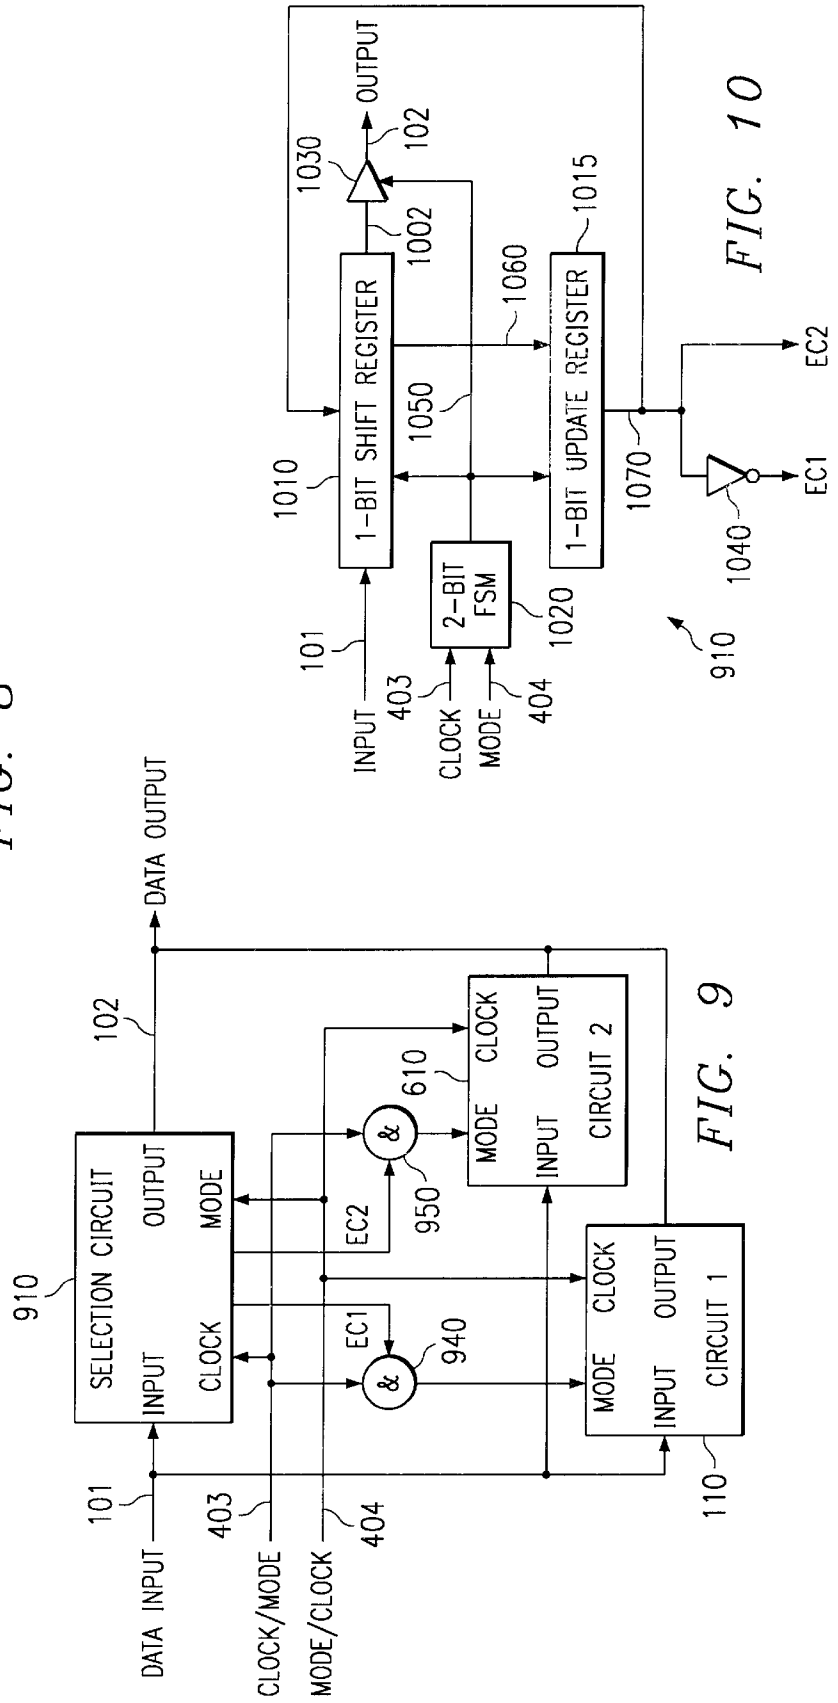 FIG. 8
910
SELECTION CIRCUIT
INPUT
OUTPUT
CLOCK
MODE
101
102
DATA INPUT
DATA OUTPUT
403
CLOCK/MODE
404
MODE/CLOCK
EC1
EC2
&
940
&
950
610
MODE
CLOCK
INPUT
OUTPUT
CIRCUIT 2
MODE
CLOCK
INPUT
OUTPUT
CIRCUIT 1
110
FIG. 9
1010
1-BIT SHIFT REGISTER
INPUT
101
1002
1030
102
OUTPUT
CLOCK
403
MODE
404
2-BIT
FSM
1020
1050
1060
1-BIT UPDATE REGISTER
1015
1070
1040
EC1
EC2
910
FIG. 10